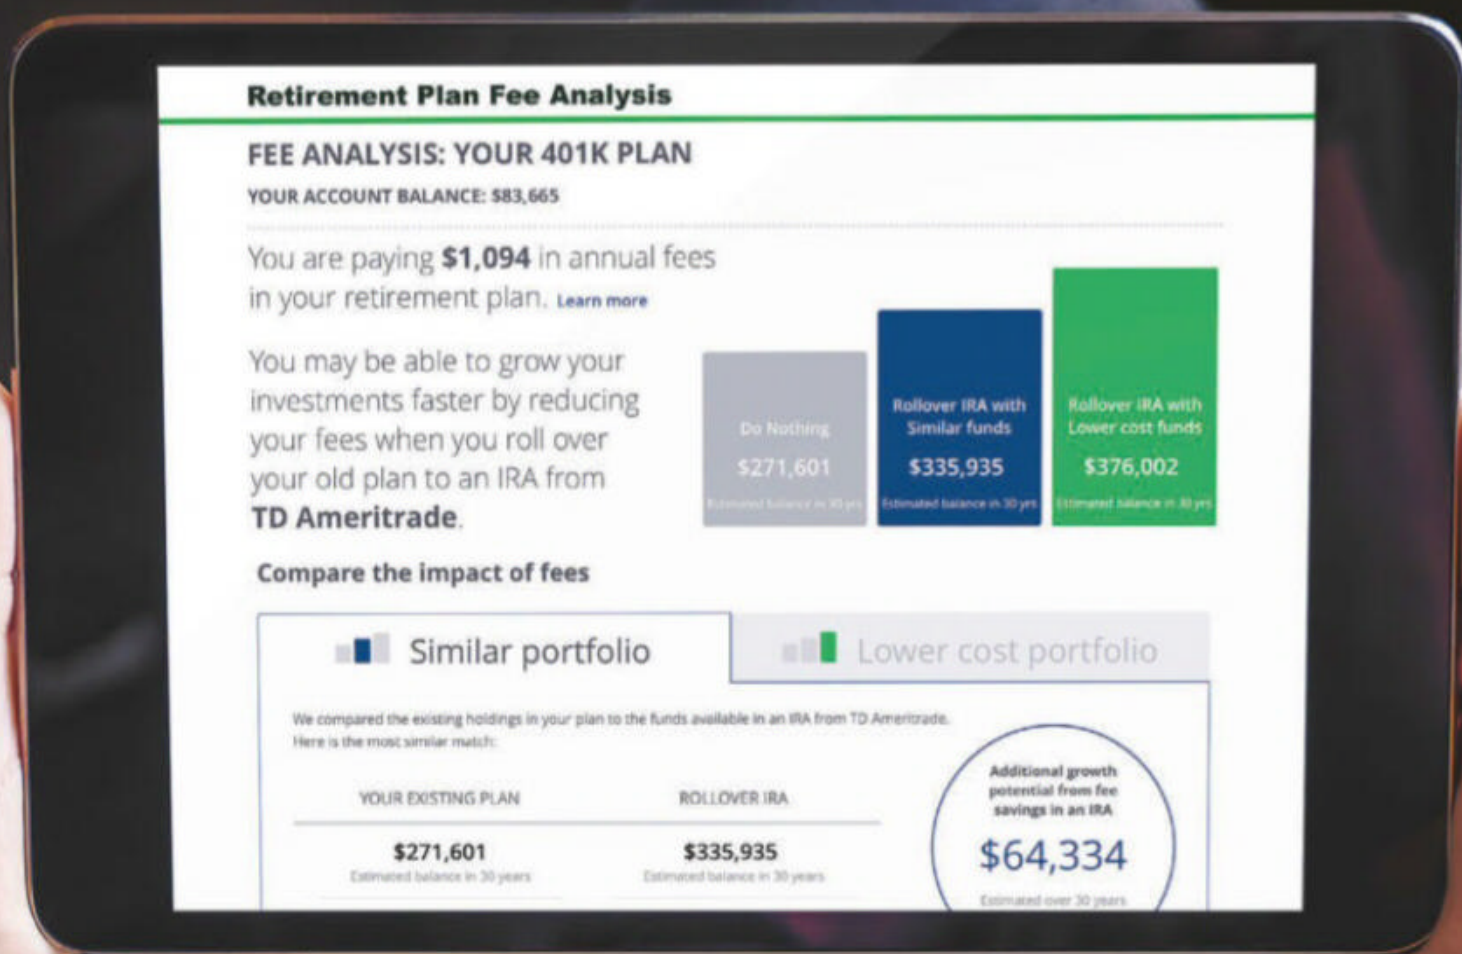 Retirement Plan Fee Analysis
FEE ANALYSIS: YOUR 401K PLAN
YOUR ACCOUNT BALANCE: $83,665
You are paying $1,094 in annual fees
in your retirement plan. Learn more
You may be able to grow your
investments faster by reducing
your fees when you roll over
your old plan to an IRA from
TD Ameritrade.
Do Nothing
$271,601
Estimated balance in 30 yrs
Rollover IRA with
Similar funds
$335,935
Estimated balance in 30 yrs
Rollover IRA with
Lower cost funds
$376,002
Estimated balance in 30 yrs
Compare the impact of fees
Similar portfolio
Lower cost portfolio
We compared the existing holdings in your plan to the funds available in an IRA from TD Ameritrade.
Here is the most similar match:
YOUR EXISTING PLAN
ROLLOVER IRA
$271,601
$335,935
Estimated balance in 30 years
Estimated balance in 30 years
Additional growth
potential from fee
savings in an IRA
$64,334
Estimated over 30 years